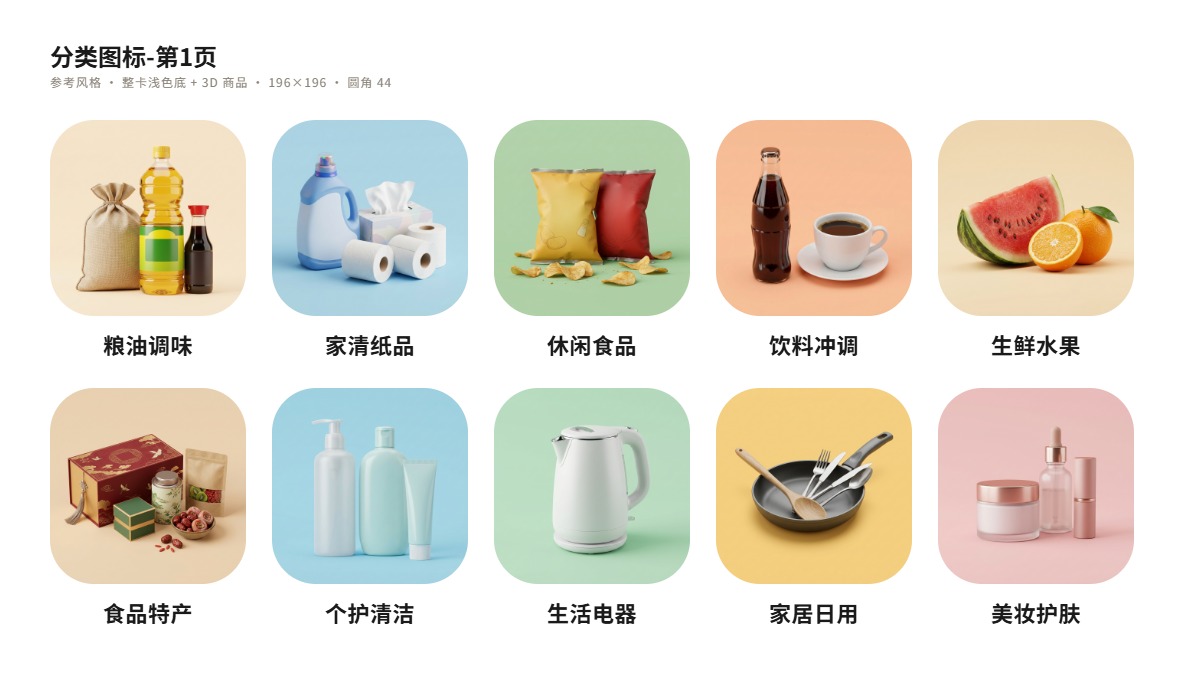 分类图标-第1页
参考风格 · 整卡浅色底 + 3D 商品 · 196×196 · 圆角 44
粮油调味
家清纸品
休闲食品
饮料冲调
生鲜水果
食品特产
个护清洁
生活电器
家居日用
美妆护肤